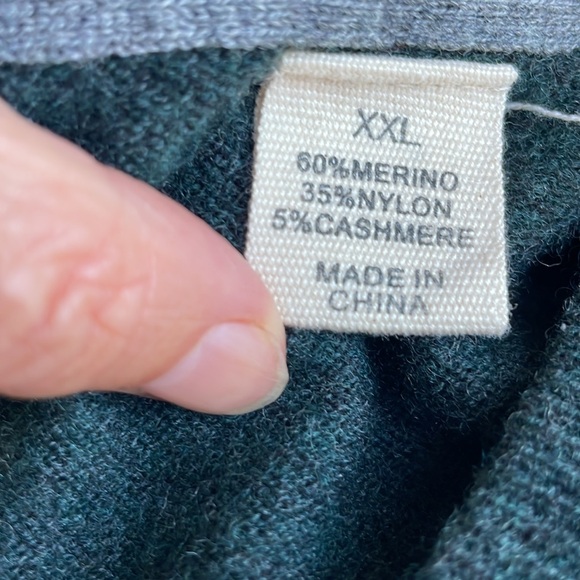 XXL
60%MERINO
35%NYLON
5%CASHMERE
MADE IN
CHINA